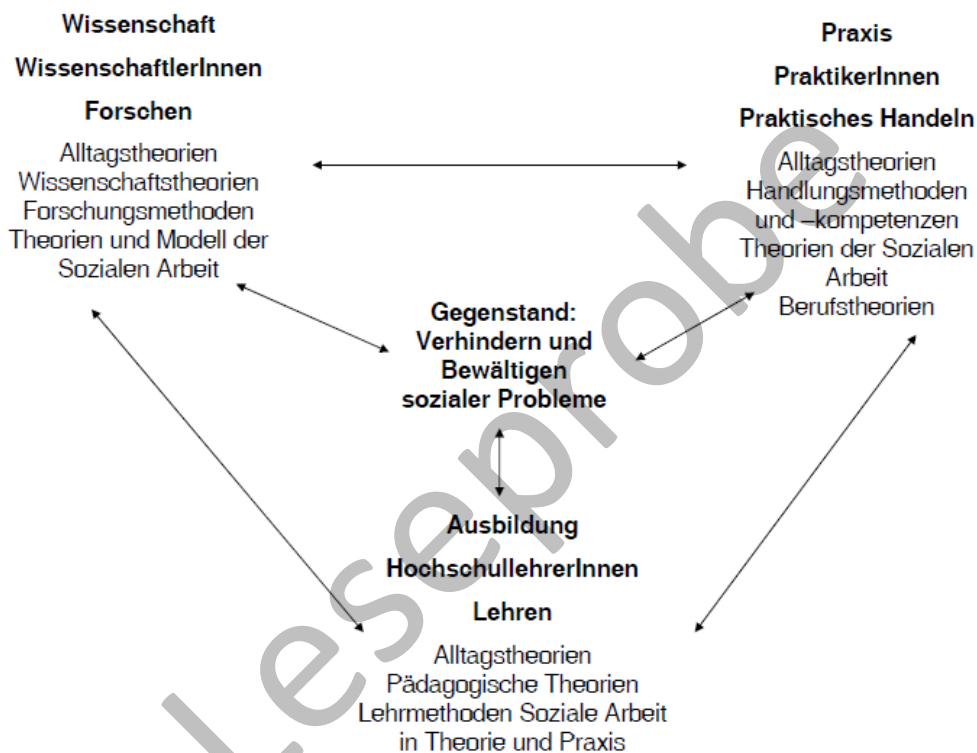 Wissenschaft
WissenschaftlerInnen
Forschen
Alltagstheorien
Wissenschaftstheorien
Forschungsmethoden
Theorien und Modell der
Sozialen Arbeit
Praxis
PraktikerInnen
Praktisches Handeln
Alltagstheorien
Handlungsmethoden
und –kompetenzen
Theorien der Sozialen
Arbeit
Berufstheorien
Gegenstand:
Verhindern und
Bewältigen
sozialer Probleme
Ausbildung
HochschullehrerInnen
Lehren
Alltagstheorien
Pädagogische Theorien
Lehrmethoden Soziale Arbeit
in Theorie und Praxis
Leseprobe